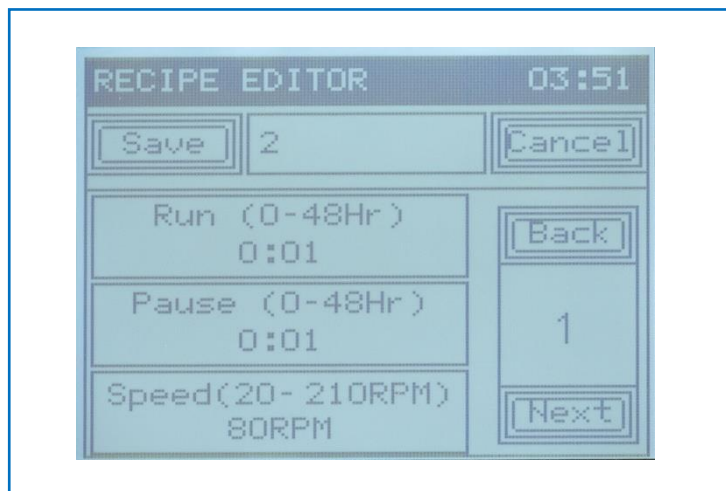 RECIPE EDITOR 03:51
Save 2 Cancel
Run (0-48Hr)
0:01
Back
Pause (0-48Hr)
0:01
1
Speed(20-210RPM)
80RPM
Next